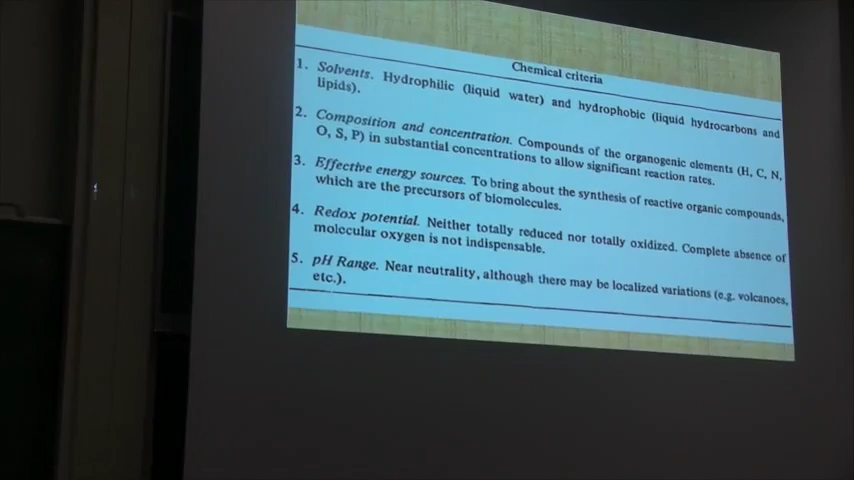 Chemical criteria
1. Solvents. Hydrophilic (liquid water) and hydrophobic (liquid hydrocarbons and
lipids).
2. Composition and concentration. Compounds of the organogenic elements (H, C, N,
O, S, P) in substantial concentrations to allow significant reaction rates.
3. Effective energy sources. To bring about the synthesis of reactive organic compounds,
which are the precursors of biomolecules.
4. Redox potential. Neither totally reduced nor totally oxidized. Complete absence of
molecular oxygen is not indispensable.
5. pH Range. Near neutrality, although there may be localized variations (e.g. volcanoes,
etc.).